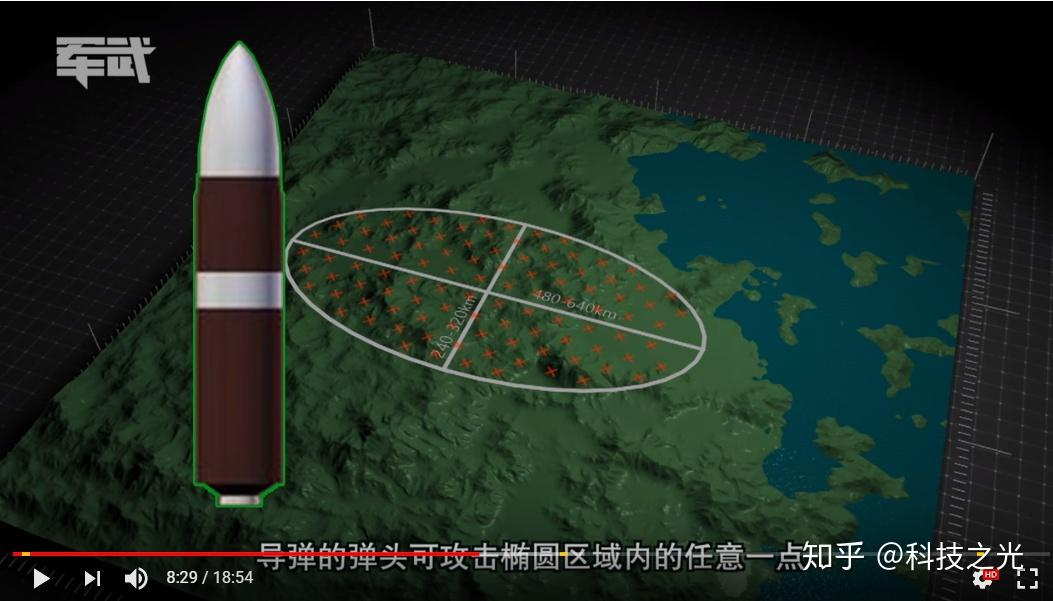 军武
480-640km
240-320km
导弹的弹头可攻击椭圆区域内的任意一点
知乎 @科技之光
8:29 / 18:54
HD